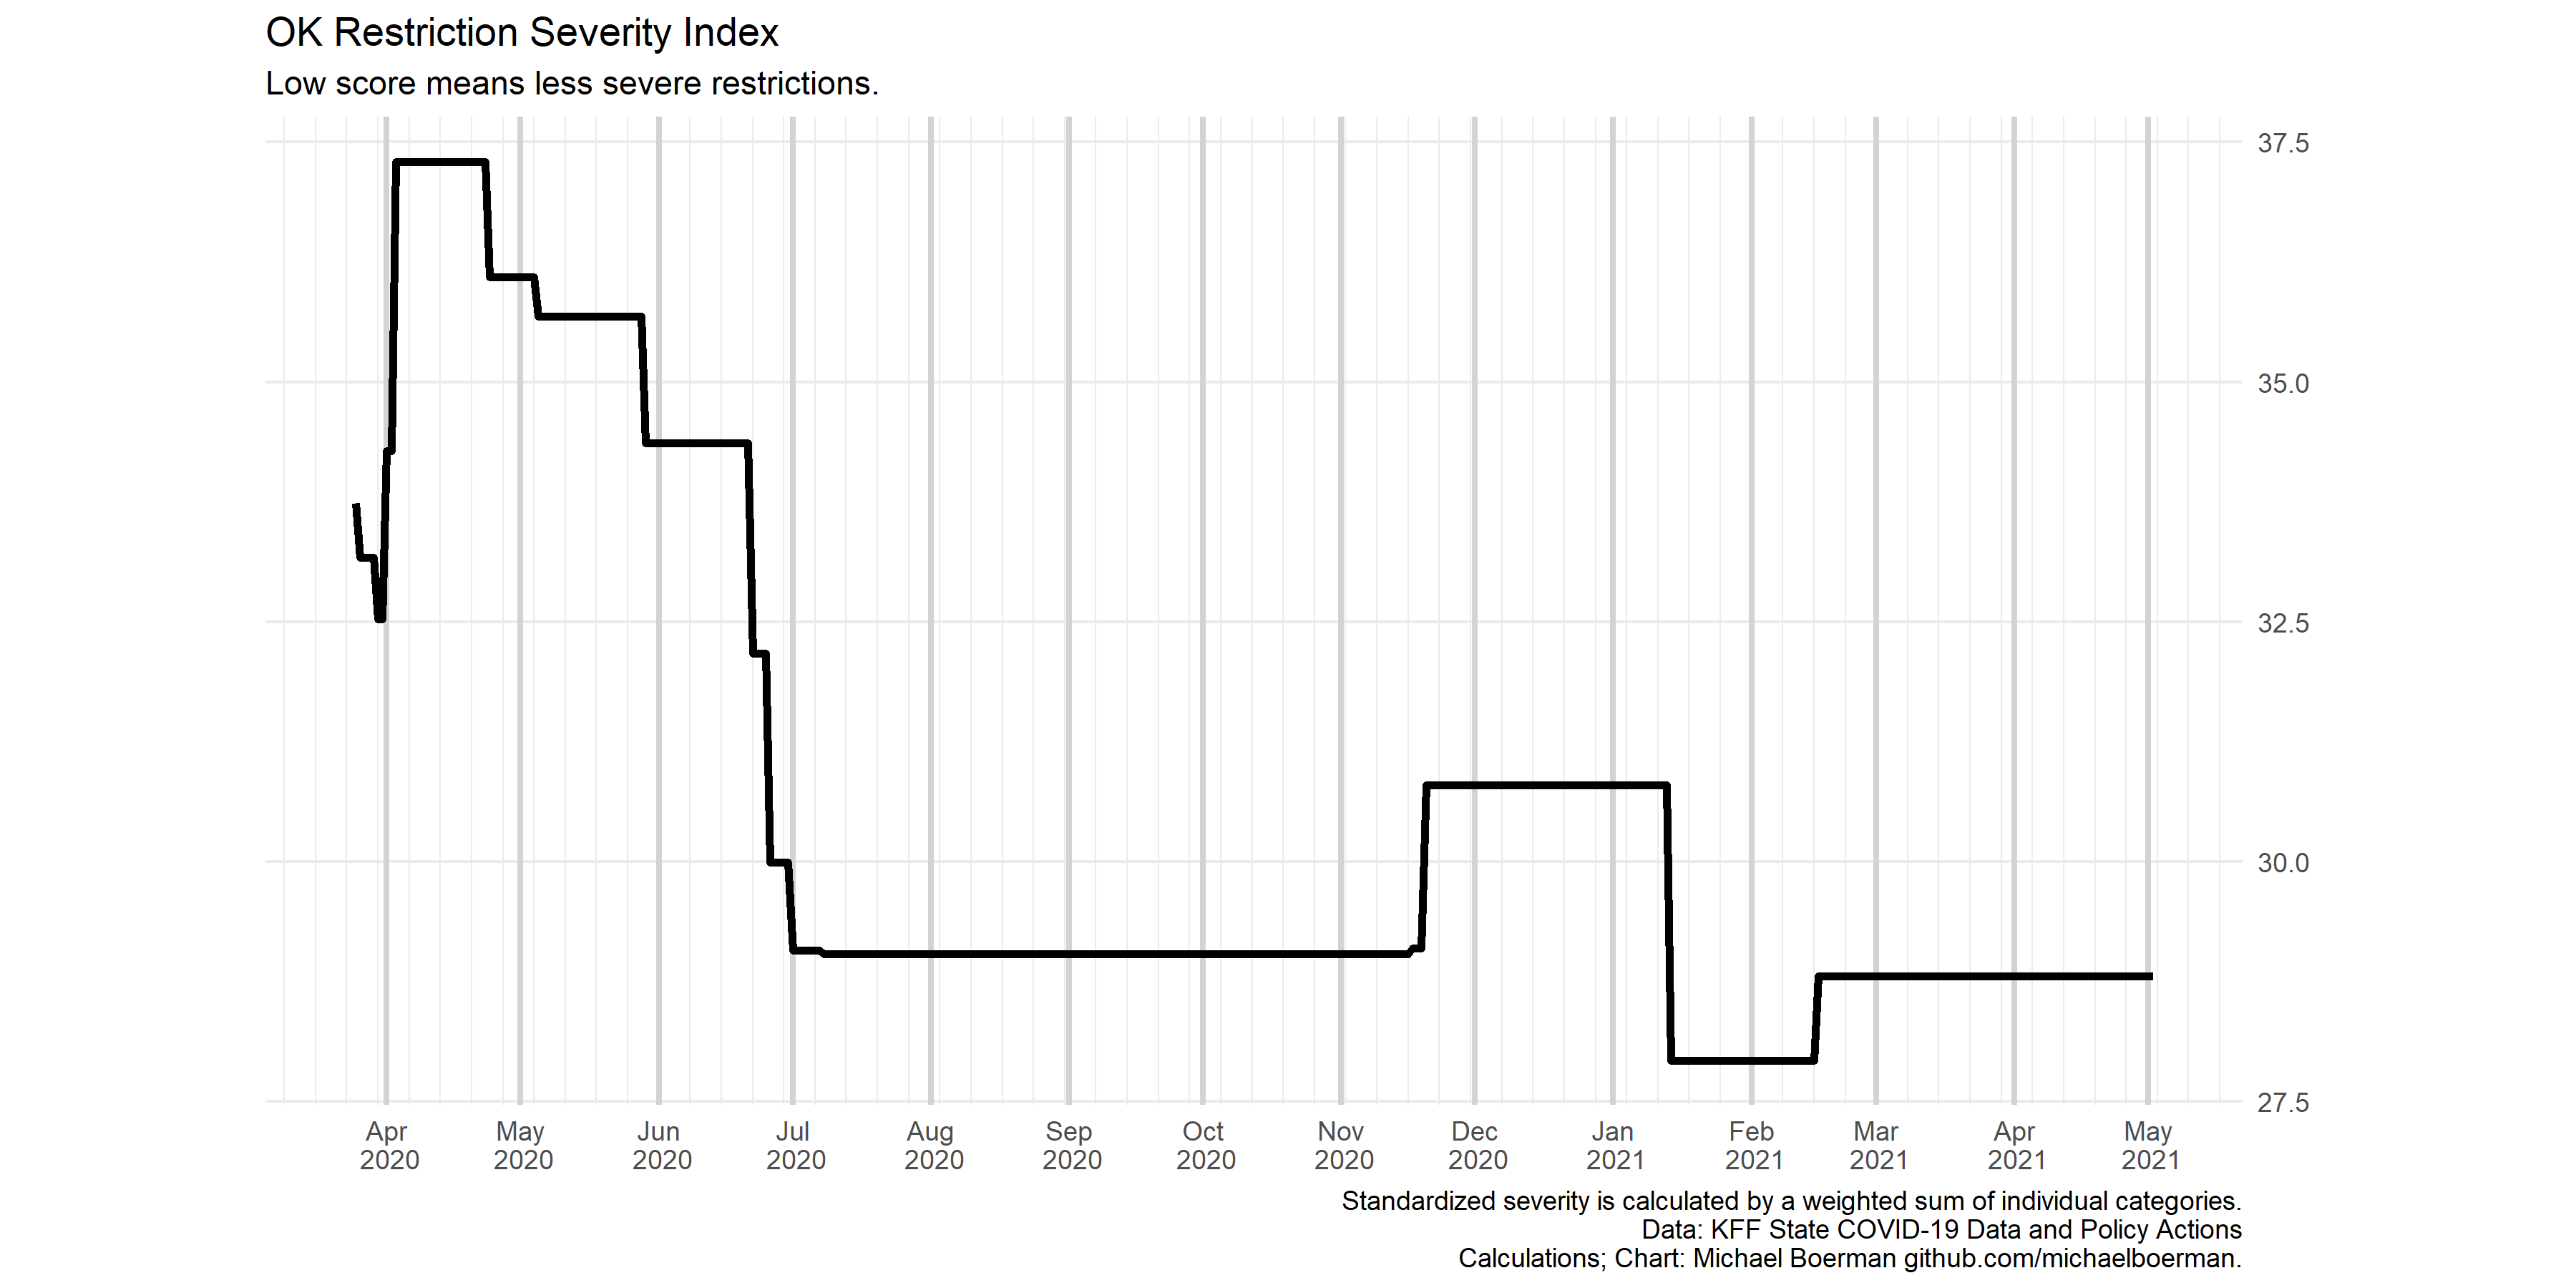 OK Restriction Severity Index
Low score means less severe restrictions.
37.5
35.0
32.5
30.0
27.5
Apr May Jun Jul Aug Sep Oct Nov Dec Jan Feb Mar Apr May
2020 2020 2020 2020 2020 2020 2020 2020 2020 2021 2021 2021 2021 2021
Standardized severity is calculated by a weighted sum of individual categories.
Data: KFF State COVID-19 Data and Policy Actions
Calculations; Chart: Michael Boerman github.com/michaelboerman.